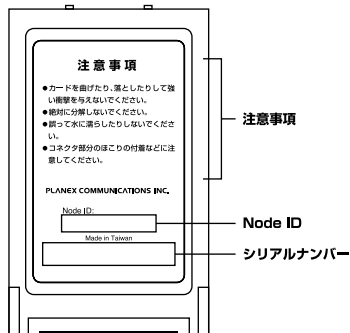 注意事項
●カードを曲げたり、落としたりして強
い衝撃を与えないでください。
●絶対に分解しないでください。
●誤って水に濡らしたりしないでくださ
い。
●コネクタ部分のほこりの付着などに注
意してください。
PLANEX COMMUNICATIONS INC.
Node ID:
Made in Taiwan
注意事項
Node ID
シリアルナンバー